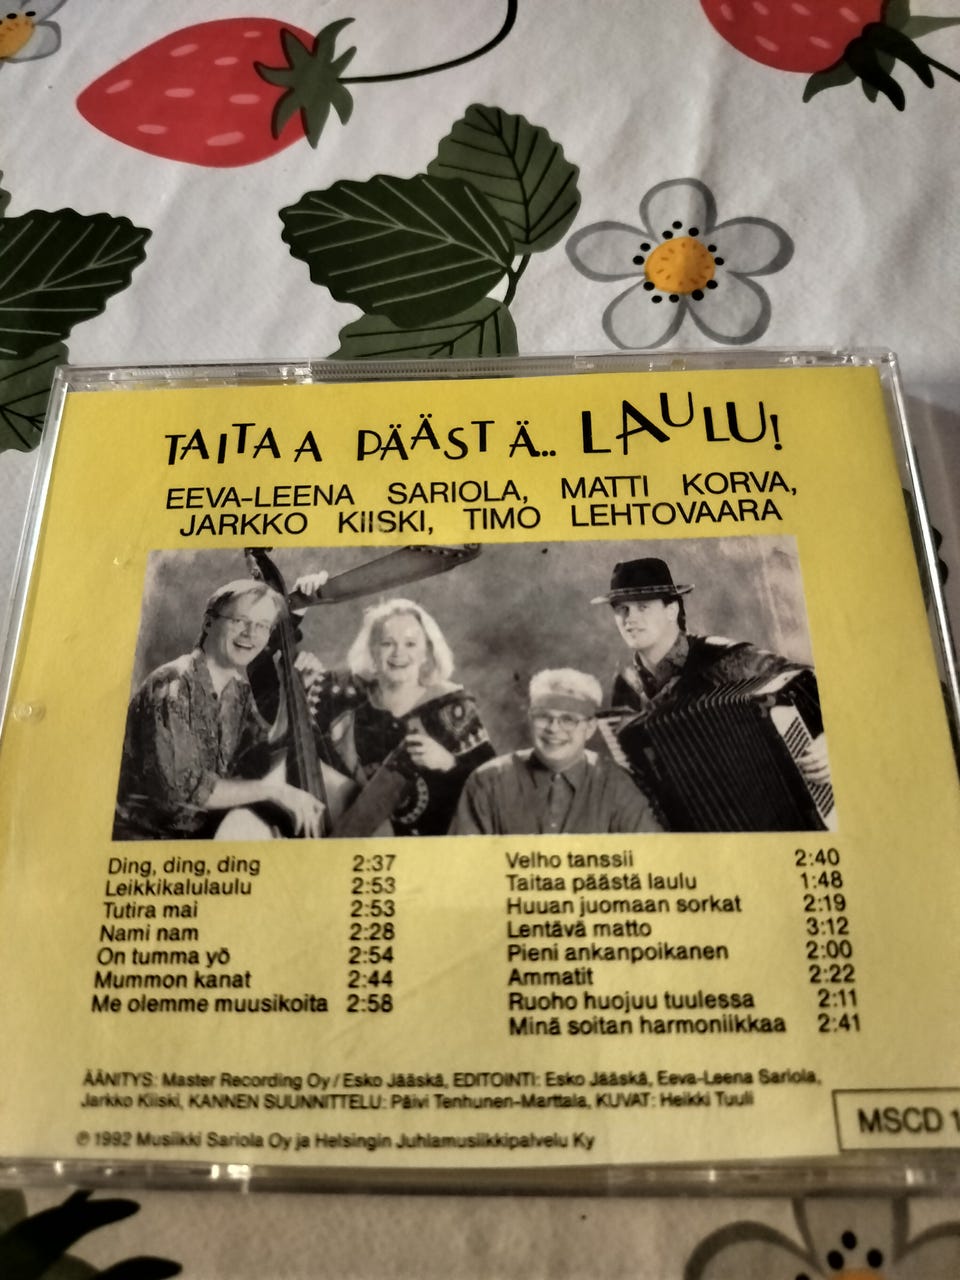 TAITAA PÄÄSTÄ.. LAULU!
EEVA-LEENA SARIOLA, MATTI KORVA,
JARKKO KIISKI, TIMO LEHTOVAARA
Ding, ding, ding 2:37
Leikkikalulaulu 2:53
Tutira mai 2:53
Nami nam 2:28
On tumma yö 2:54
Mummon kanat 2:44
Me olemme muusikoita 2:58
Velho tanssii 2:40
Taitaa päästä laulu 1:48
Huuan juomaan sorkat 2:19
Lentävä matto 3:12
Pieni ankanpoikanen 2:00
Ammatit 2:22
Ruoho huojuu tuulessa 2:11
Minä soitan harmoniikkaa 2:41
ÄÄNITYS: Master Recording Oy / Esko Jääskä, EDITOINTI: Esko Jääskä, Eeva-Leena Sariola,
Jarkko Kiiski, KANNEN SUUNNITTELU: Päivi Tenhunen-Marttala, KUVAT: Heikki Tuuli
℗ 1992 Musiikki Sariola Oy ja Helsingin Juhlamusiikkipalvelu Ky
MSCD 1